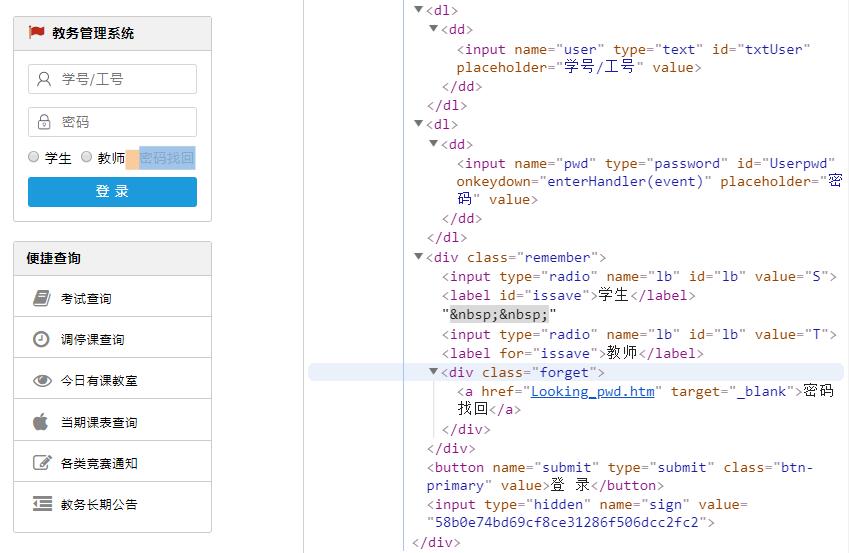 教务管理系统
学号/工号
密码
学生 教师 密码找回
登 录
便捷查询
考试查询
调停课查询
今日有课教室
当期课表查询
各类竞赛通知
教务长期公告
▼<dl>
▼<dd>
<input name="user" type="text" id="txtUser"
placeholder="学号/工号" value>
</dd>
</dl>
▼<dl>
▼<dd>
<input name="pwd" type="password" id="Userpwd"
onkeydown="enterHandler(event)" placeholder="密
码" value>
</dd>
</dl>
▼<div class="remember">
<input type="radio" name="lb" id="lb" value="S">
<label id="issave">学生</label>
"&nbsp;&nbsp;"
<input type="radio" name="lb" id="lb" value="T">
<label for="issave">教师</label>
▼<div class="forget">
<a href="Looking_pwd.htm" target="_blank">密码
找回</a>
</div>
</div>
<button name="submit" type="submit" class="btn-
primary" value>登 录</button>
<input type="hidden" name="sign" value=
"58b0e74bd69cf8ce31286f506dcc2fc2">
</div>